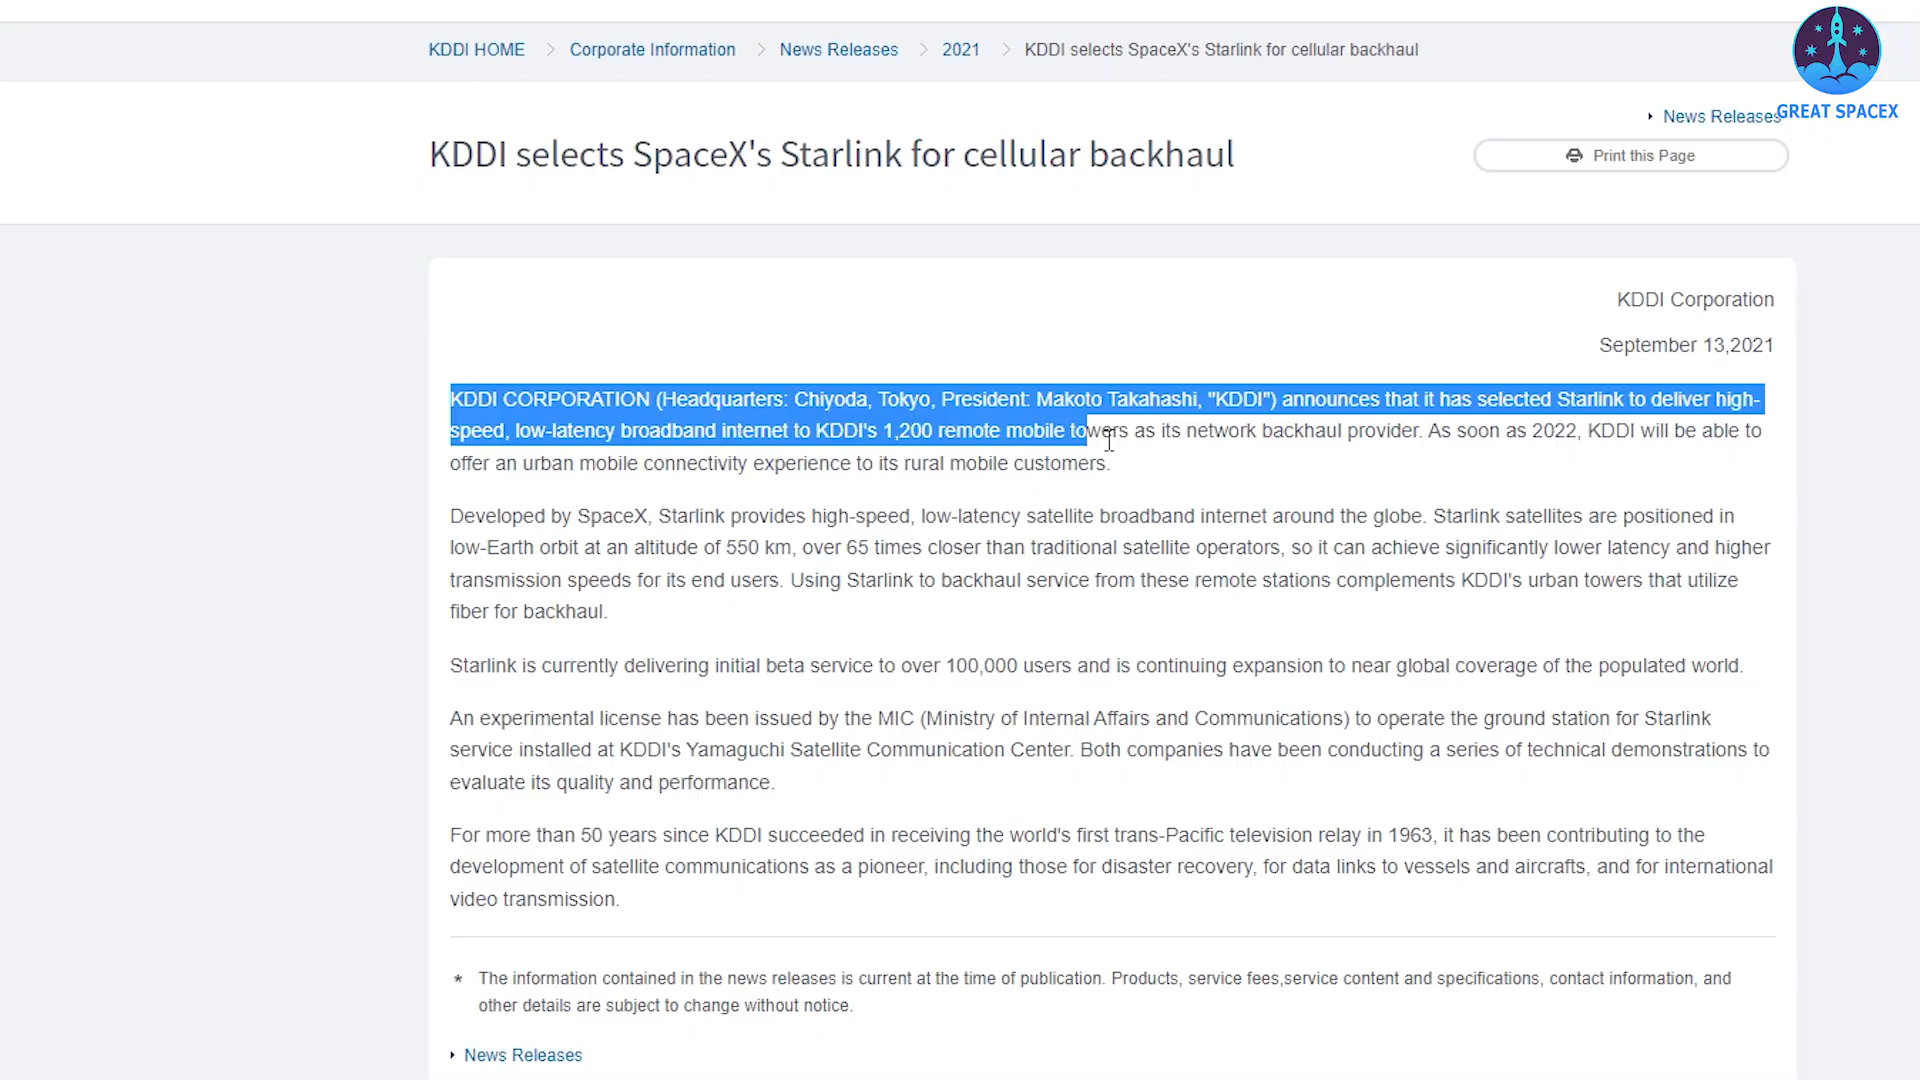 KDDI HOME > Corporate Information > News Releases > 2021 > KDDI selects SpaceX's Starlink for cellular backhaul
GREAT SPACEX
News Releases
KDDI selects SpaceX's Starlink for cellular backhaul
Print this Page
KDDI Corporation
September 13,2021
KDDI CORPORATION (Headquarters: Chiyoda, Tokyo, President: Makoto Takahashi, "KDDI") announces that it has selected Starlink to deliver high-
speed, low-latency broadband internet to KDDI's 1,200 remote mobile towers as its network backhaul provider. As soon as 2022, KDDI will be able to
offer an urban mobile connectivity experience to its rural mobile customers.
Developed by SpaceX, Starlink provides high-speed, low-latency satellite broadband internet around the globe. Starlink satellites are positioned in
low-Earth orbit at an altitude of 550 km, over 65 times closer than traditional satellite operators, so it can achieve significantly lower latency and higher
transmission speeds for its end users. Using Starlink to backhaul service from these remote stations complements KDDI's urban towers that utilize
fiber for backhaul.
Starlink is currently delivering initial beta service to over 100,000 users and is continuing expansion to near global coverage of the populated world.
An experimental license has been issued by the MIC (Ministry of Internal Affairs and Communications) to operate the ground station for Starlink
service installed at KDDI's Yamaguchi Satellite Communication Center. Both companies have been conducting a series of technical demonstrations to
evaluate its quality and performance.
For more than 50 years since KDDI succeeded in receiving the world's first trans-Pacific television relay in 1963, it has been contributing to the
development of satellite communications as a pioneer, including those for disaster recovery, for data links to vessels and aircrafts, and for international
video transmission.
* The information contained in the news releases is current at the time of publication. Products, service fees,service content and specifications, contact information, and
other details are subject to change without notice.
News Releases